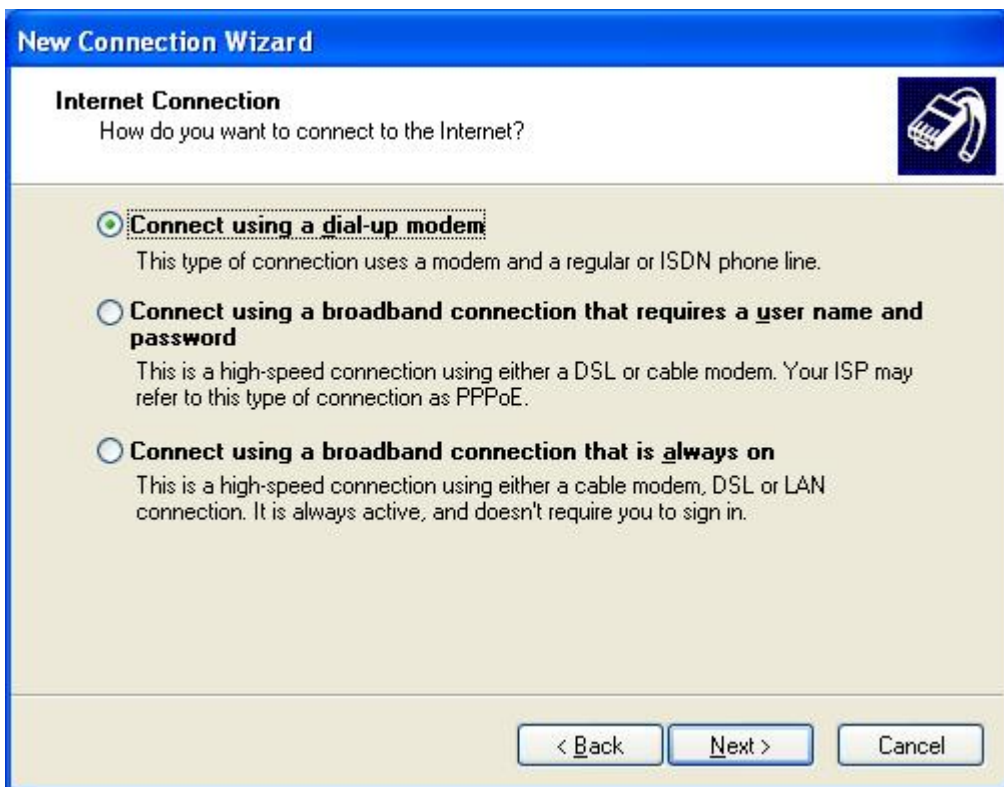 New Connection Wizard
Internet Connection
How do you want to connect to the Internet?
Connect using a dial-up modem
This type of connection uses a modem and a regular or ISDN phone line.
Connect using a broadband connection that requires a user name and
password
This is a high-speed connection using either a DSL or cable modem. Your ISP may
refer to this type of connection as PPPoE.
Connect using a broadband connection that is always on
This is a high-speed connection using either a cable modem, DSL or LAN
connection. It is always active, and doesn't require you to sign in.
< Back
Next >
Cancel